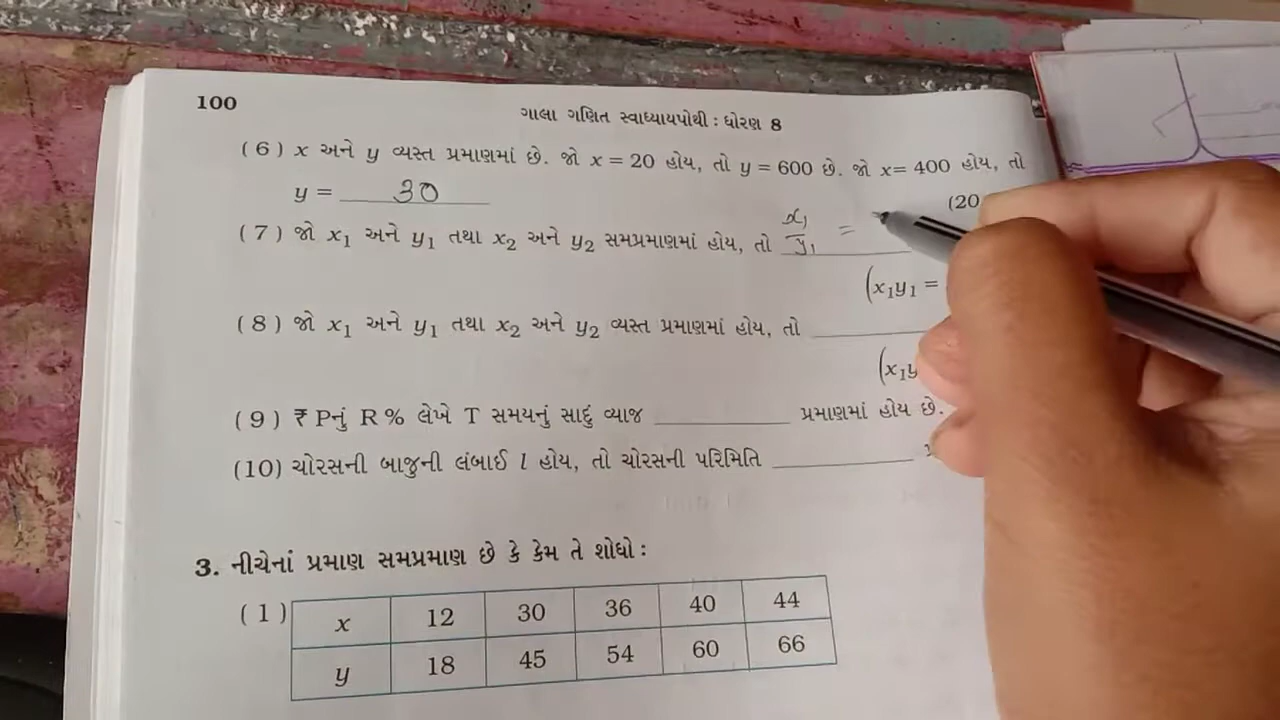 100
ગાલા ગણિત સ્વાધ્યાયપોથી : ધોરણ 8
( 6 ) x અને y વ્યસ્ત પ્રમાણમાં છે. જો x = 20 હોય, તો y = 600 છે. જો x= 400 હોય, તો
y = 30
(20
( 7 ) જો x₁ અને y₁ તથા x₂ અને y₂ સમપ્રમાણમાં હોય, તો x₁/y₁ =
(x₁y₁ =
( 8 ) જો x₁ અને y₁ તથા x₂ અને y₂ વ્યસ્ત પ્રમાણમાં હોય, તો ________
(x₁y
( 9 ) ₹ Pનું R % લેખે T સમયનું સાદું વ્યાજ ________ પ્રમાણમાં હોય છે.
(10) ચોરસની બાજુની લંબાઈ l હોય, તો ચોરસની પરિમિતિ ________
3. નીચેનાં પ્રમાણ સમપ્રમાણ છે કે કેમ તે શોધો :
( 1 ) x 12 30 36 40 44
y 18 45 54 60 66